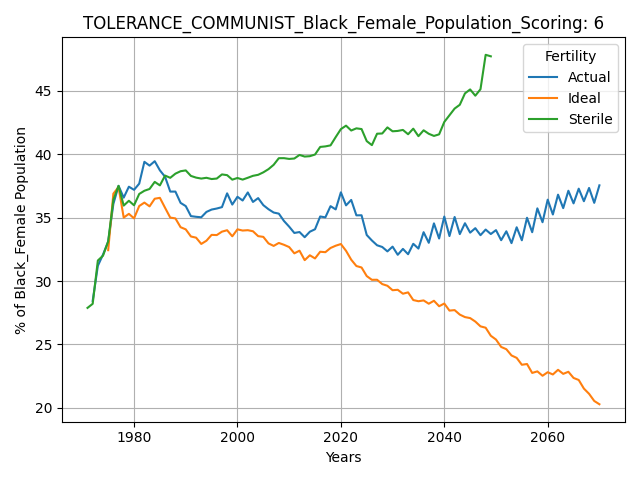 TOLERANCE_COMMUNIST_Black_Female_Population_Scoring: 6
Fertility
Actual
Ideal
Sterile
% of Black_Female Population
45
40
35
30
25
20
1980
2000
2020
2040
2060
Years